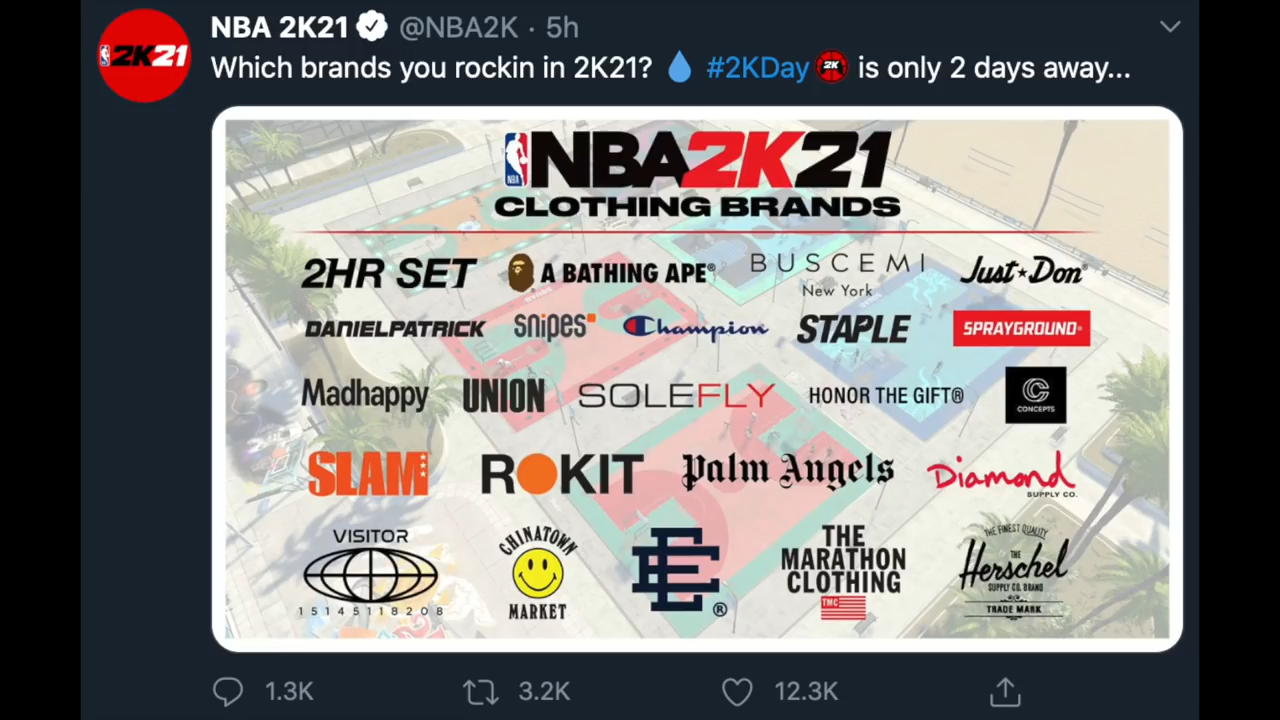 NBA 2K21 @NBA2K · 5h
Which brands you rockin in 2K21? 💧 #2KDay is only 2 days away...
NBA2K21
CLOTHING BRANDS
2HR SET A BATHING APE® BUSCEMI New York Just★Don®
DANIELPATRICK snipes Champion STAPLE SPRAYGROUND®
Madhappy UNION SOLEFLY HONOR THE GIFT® CONCEPTS
SLAM ROKIT Palm Angels Diamond SUPPLY CO.
VISITOR
15145118208
CHINATOWN
MARKET
EE®
THE
MARATHON
CLOTHING
TMC
THE FINEST QUALITY
THE
Herschel
SUPPLY CO. BRAND
TRADE MARK
1.3K 3.2K 12.3K